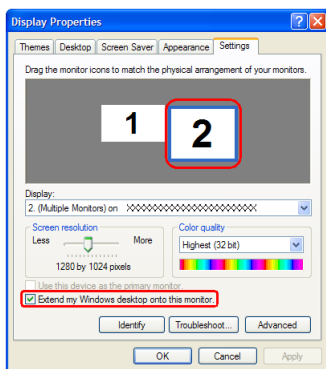 Display Properties
Themes Desktop Screen Saver Appearance Settings
Drag the monitor icons to match the physical arrangement of your monitors.
1 2
Display:
2. (Multiple Monitors) on XXXXXXXXXXXXXXXXXXXXXX
Screen resolution
Less More
1280 by 1024 pixels
Color quality
Highest (32 bit)
Use this device as the primary monitor.
Extend my Windows desktop onto this monitor.
Identify Troubleshoot... Advanced
OK Cancel Apply